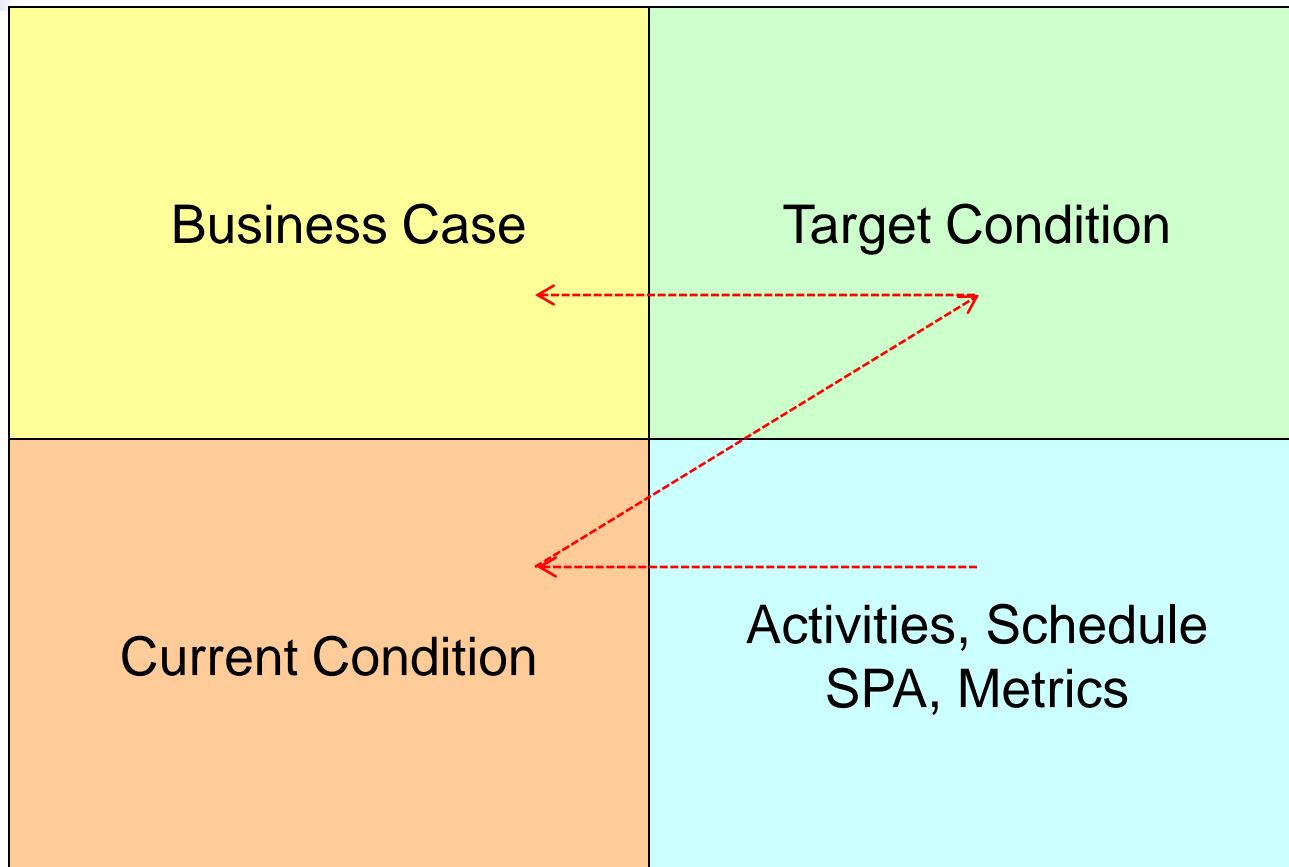 Business Case
Target Condition
Current Condition
Activities, Schedule
SPA, Metrics